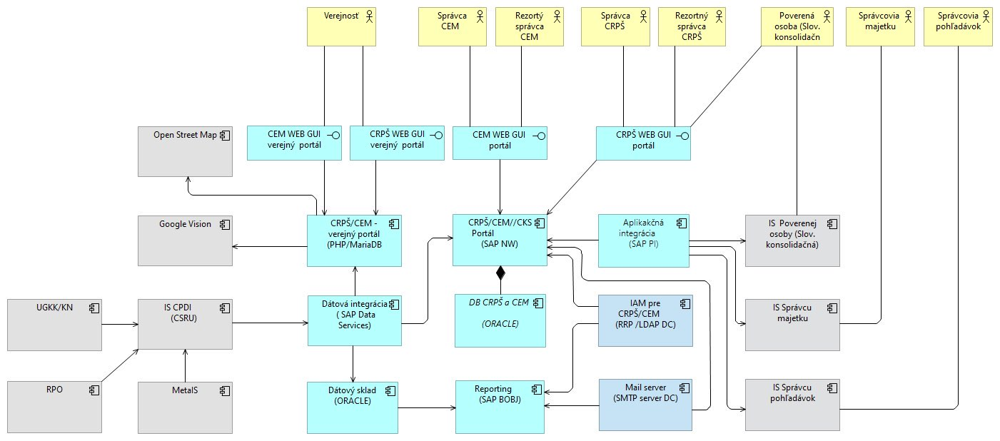 Verejnosť
Správca
CEM
Rezortý
správca
CEM
Správca
CRPŠ
Rezortný
správca
CRPŠ
Poverená
osoba (Slov.
konsolidačn
Správcovia
majetku
Správcovia
pohľadávok
Open Street Map
CEM WEB GUI
verejný portál
CRPŠ WEB GUI
verejný portál
CEM WEB GUI
portál
CRPŠ WEB GUI
portál
Google Vision
CRPŠ/CEM -
verejný portál
(PHP/MariaDB
CRPŠ/CEM//CKS
Portál
(SAP NW)
Aplikakčná
integrácia
(SAP PI)
IS Poverenej
osoby (Slov.
konsolidačná)
UGKK/KN
IS CPDI
(CSRU)
Dátová integrácia
( SAP Data
Services)
DB CRPŠ a CEM
(ORACLE)
IAM pre
CRPŠ/CEM
(RRP /LDAP DC)
IS Správcu
majetku
RPO
MetaIS
Dátový sklad
(ORACLE)
Reporting
(SAP BOBJ)
Mail server
(SMTP server DC)
IS Správcu
pohľadávok